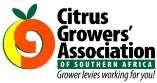 Citrus
Growers'
Association
OF SOUTHERN AFRICA
Grower levies working for you!